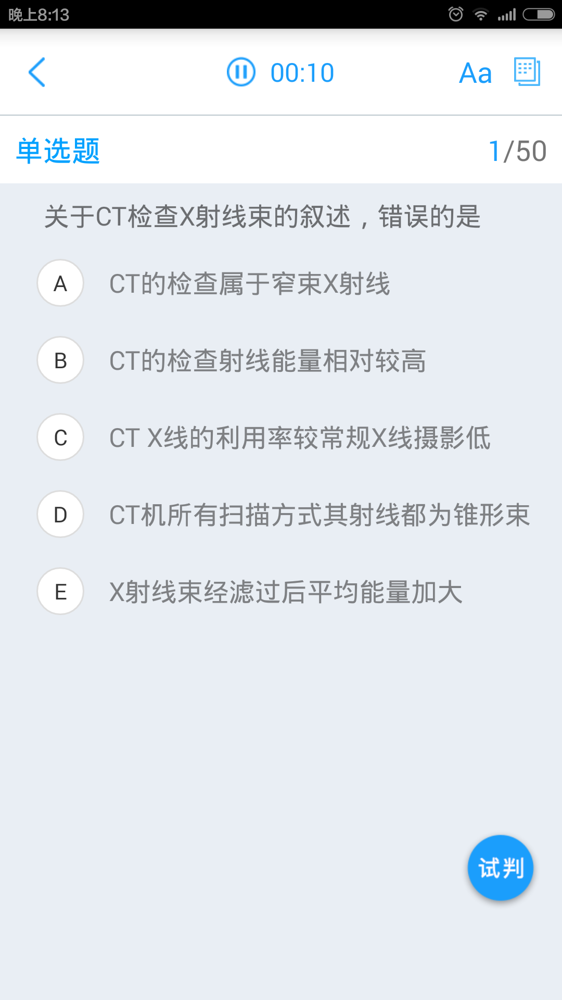 晚上8:13
00:10 Aa
单选题 1/50
关于CT检查X射线束的叙述，错误的是
A CT的检查属于窄束X射线
B CT的检查射线能量相对较高
C CT X线的利用率较常规X线摄影低
D CT机所有扫描方式其射线都为锥形束
E X射线束经滤过后平均能量加大
试判